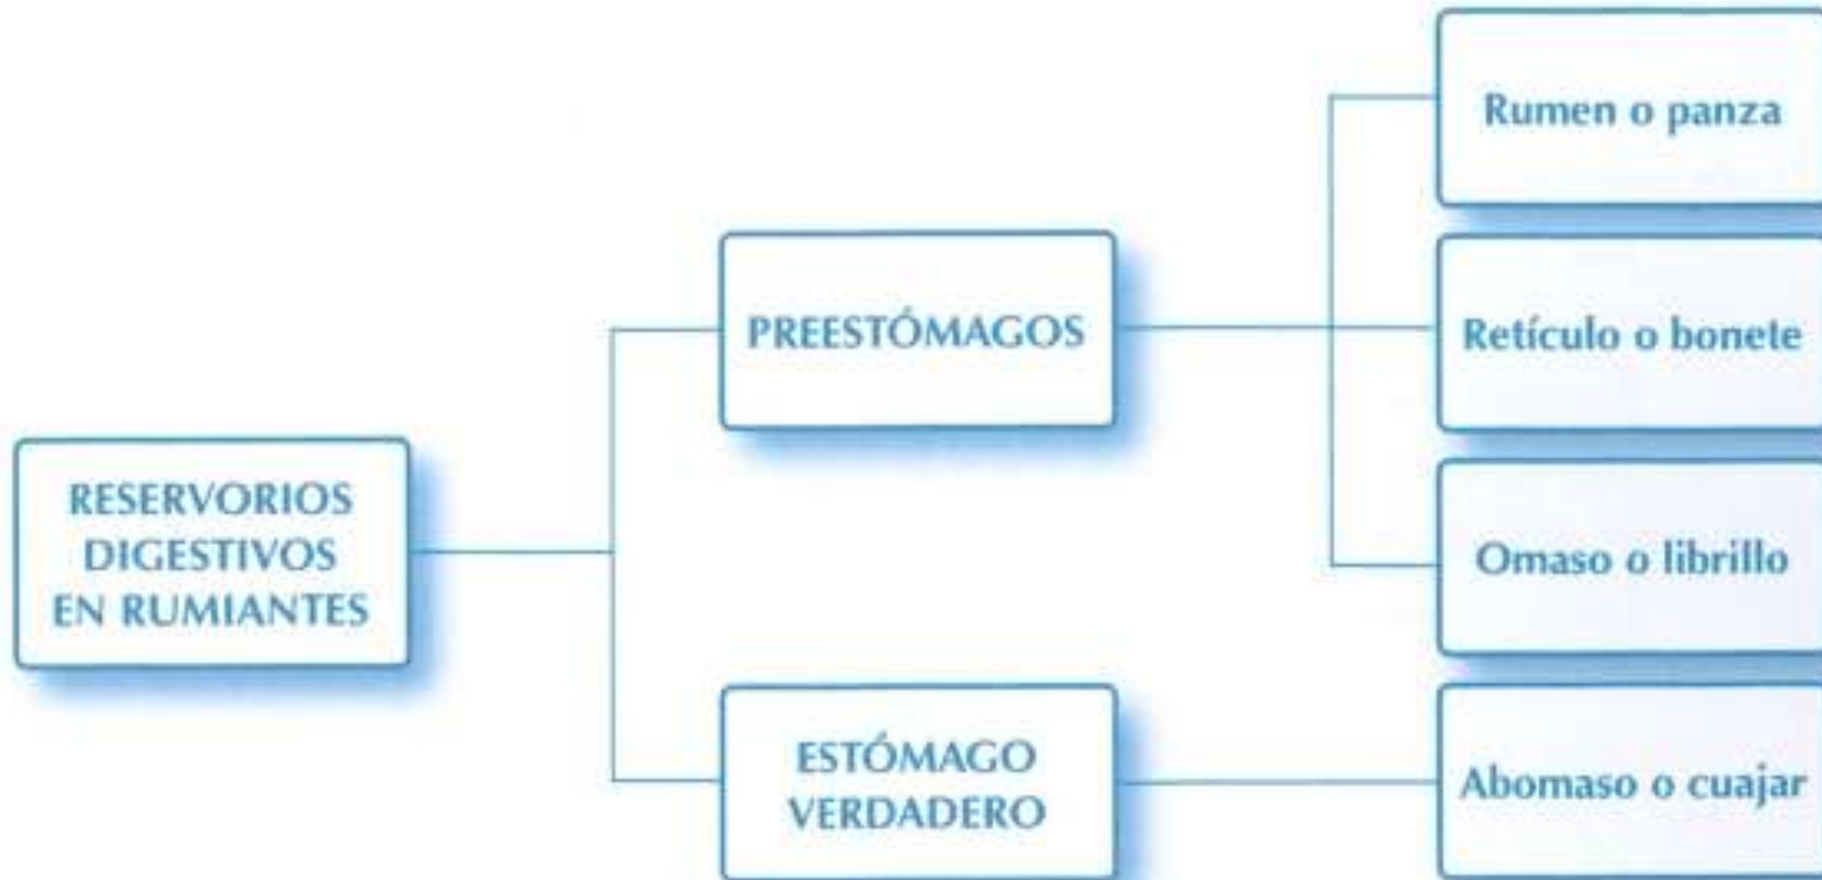 RESERVORIOS
DIGESTIVOS
EN RUMIANTES
PREESTÓMAGOS
ESTÓMAGO
VERDADERO
Rumen o panza
Retículo o bonete
Omaso o librillo
Abomaso o cuajar